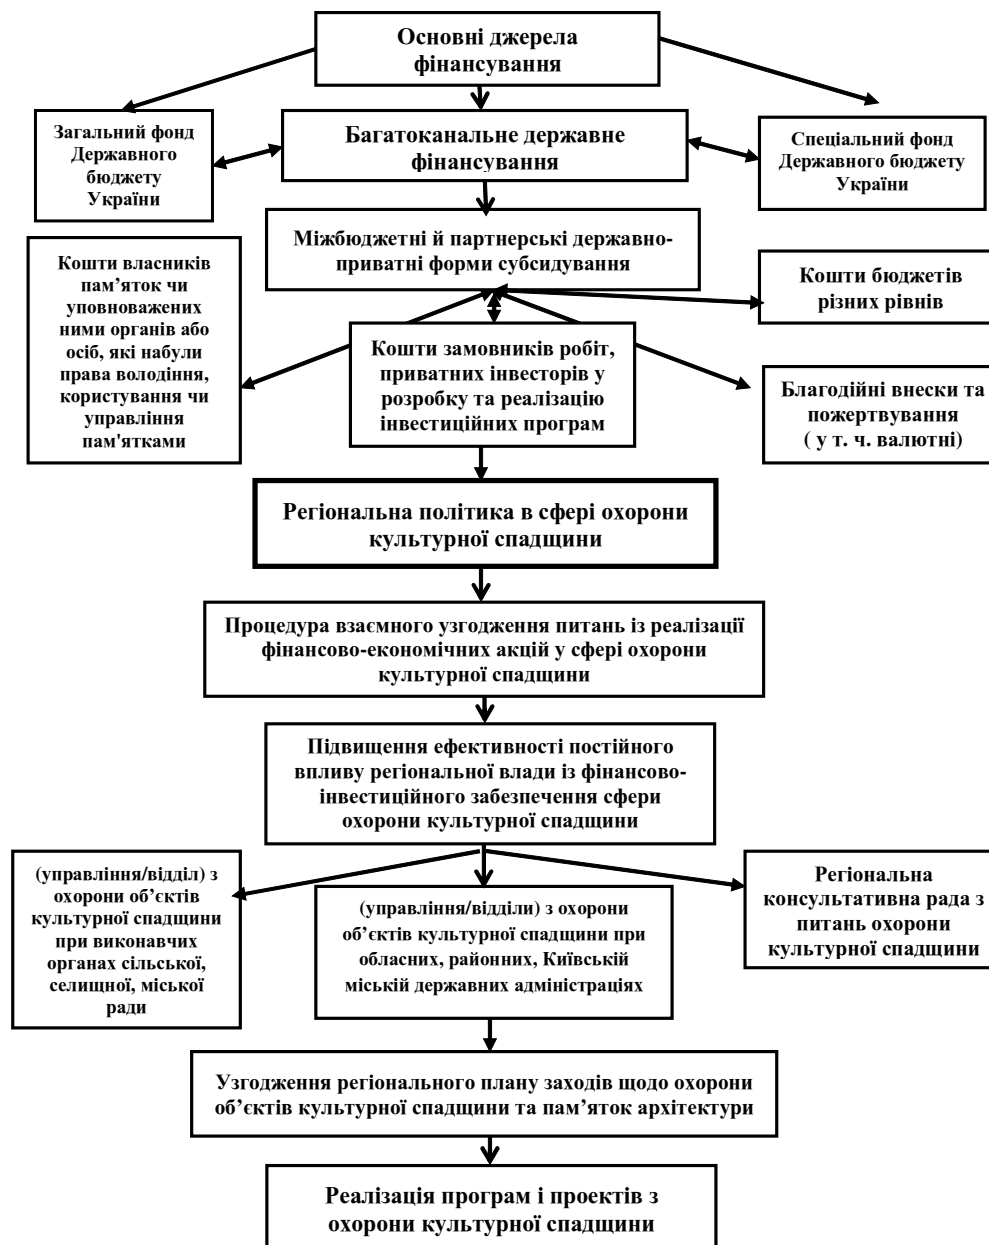 Основні джерела
фінансування
Загальний фонд
Державного
бюджету
України
Багатоканальне державне
фінансування
Спеціальний фонд
Державного бюджету
України
Міжбюджетні й партнерські державно-
приватні форми субсидування
Кошти власників
пам’яток чи
уповноважених
ними органів або
осіб, які набули
права володіння,
користування чи
управління
пам'ятками
Кошти бюджетів
різних рівнів
Кошти замовників робіт,
приватних інвесторів у
розробку та реалізацію
інвестиційних програм
Благодійні внески та
пожертвування
( у т. ч. валютні)
Регіональна політика в сфері охорони
культурної спадщини
Процедура взаємного узгодження питань із реалізації
фінансово-економічних акцій у сфері охорони
культурної спадщини
Підвищення ефективності постійного
впливу регіональної влади із фінансово-
інвестиційного забезпечення сфери
охорони культурної спадщини
(управління/відділ) з
охорони об’єктів
культурної спадщини
при виконавчих
органах сільської,
селищної, міської
ради
(управління/відділи) з охорони
об’єктів культурної спадщини при
обласних, районних, Київській
міській державних адміністраціях
Регіональна
консультативна рада з
питань охорони
культурної спадщини
Узгодження регіонального плану заходів щодо охорони
об’єктів культурної спадщини та пам’яток архітектури
Реалізація програм і проектів з
охорони культурної спадщини